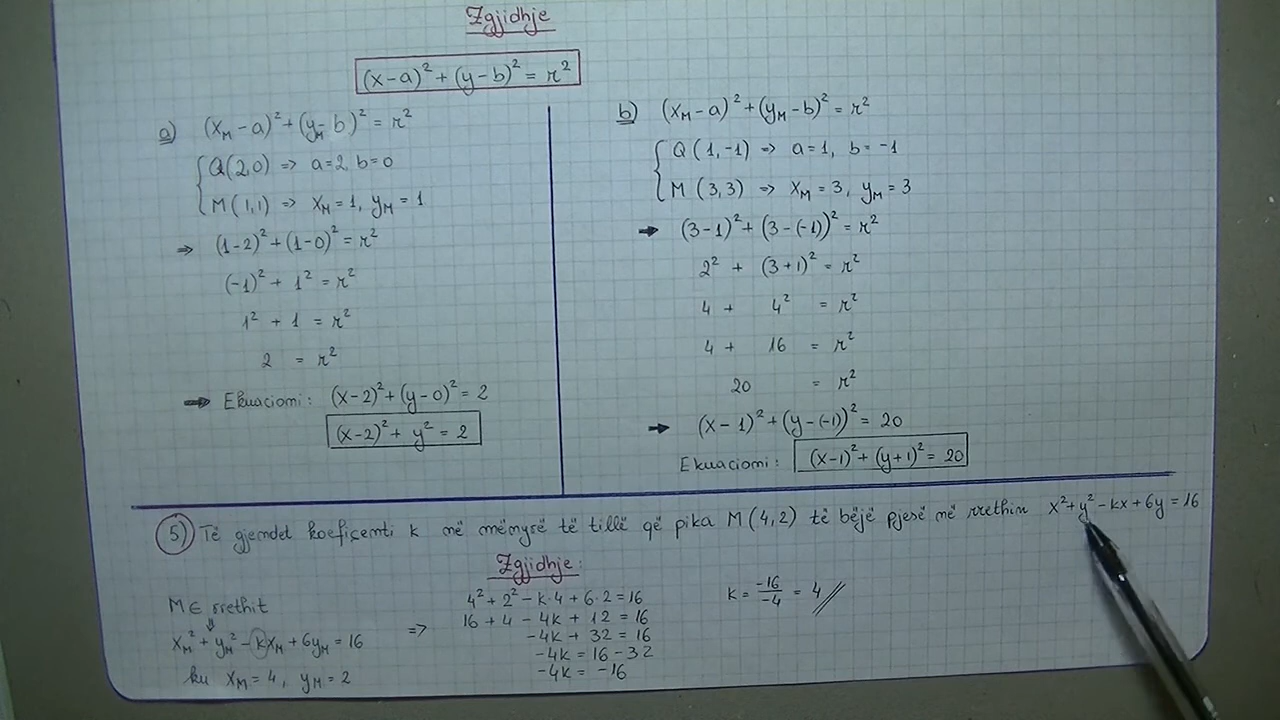 Zgjidhje
(x-a)² + (y-b)² = r²
a) (x_M - a)² + (y_M - b)² = r²
Q(2,0) => a=2, b=0
M(1,1) => x_M = 1, y_M = 1
⇒ (1-2)² + (1-0)² = r²
(-1)² + 1² = r²
1² + 1 = r²
2 = r²
⇒ Ekuacioni: (x-2)² + (y-0)² = 2
(x-2)² + y² = 2
b) (x_M - a)² + (y_M - b)² = r²
Q(1,-1) => a=1, b=-1
M(3,3) => x_M = 3, y_M = 3
→ (3-1)² + (3-(-1))² = r²
2² + (3+1)² = r²
4 + 4² = r²
4 + 16 = r²
20 = r²
→ (x-1)² + (y-(-1))² = 20
Ekuacioni: (x-1)² + (y+1)² = 20
5) Të gjendet koefiçenti k në mënyrë të tillë që pika M(4,2) të bëjë pjesë në rrethin x² + y² - kx + 6y = 16
Zgjidhje:
M ∈ rrethit
⇓
x_M² + y_M² - kx_M + 6y_M = 16
ku x_M = 4, y_M = 2
=> 4² + 2² - k·4 + 6·2 = 16
16 + 4 - 4k + 12 = 16
-4k + 32 = 16
-4k = 16 - 32
-4k = -16
k = -16/-4 = 4 //